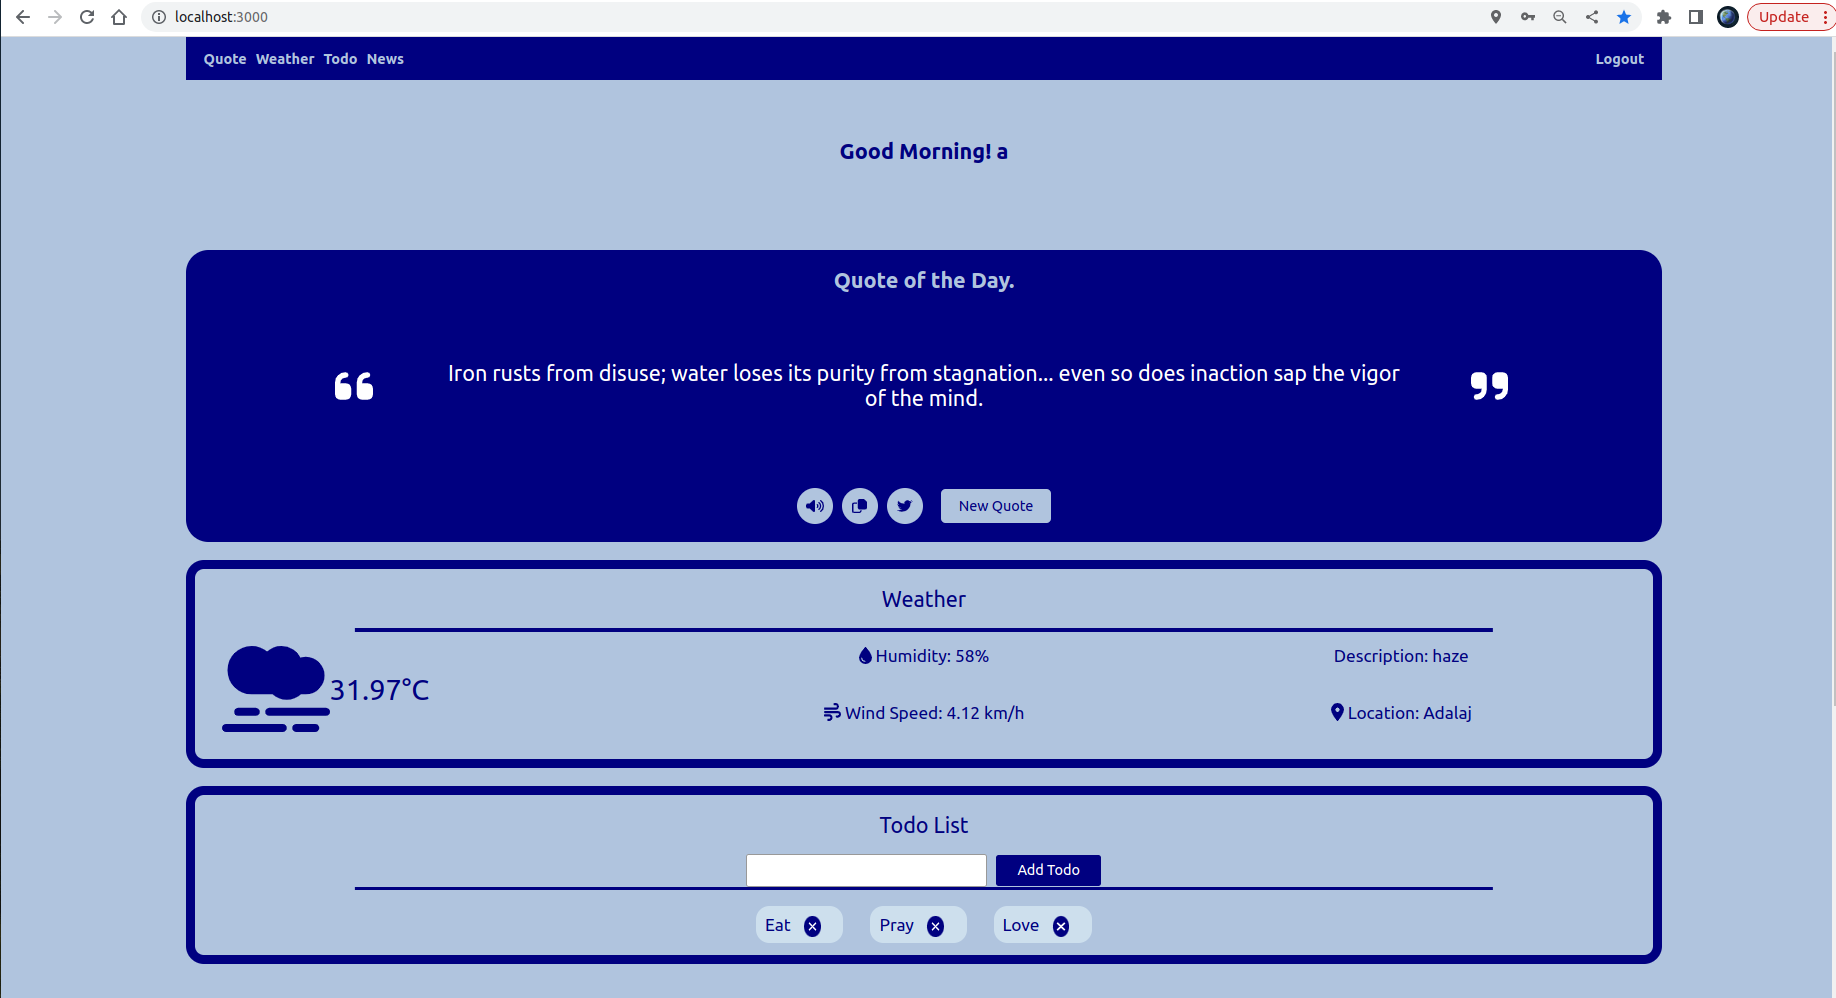 localhost:3000
Update
Quote Weather Todo News
Logout
Good Morning! a
Quote of the Day.
Iron rusts from disuse; water loses its purity from stagnation... even so does inaction sap the vigor
of the mind.
New Quote
Weather
31.97°C
Humidity: 58%
Description: haze
Wind Speed: 4.12 km/h
Location: Adalaj
Todo List
Add Todo
Eat
Pray
Love